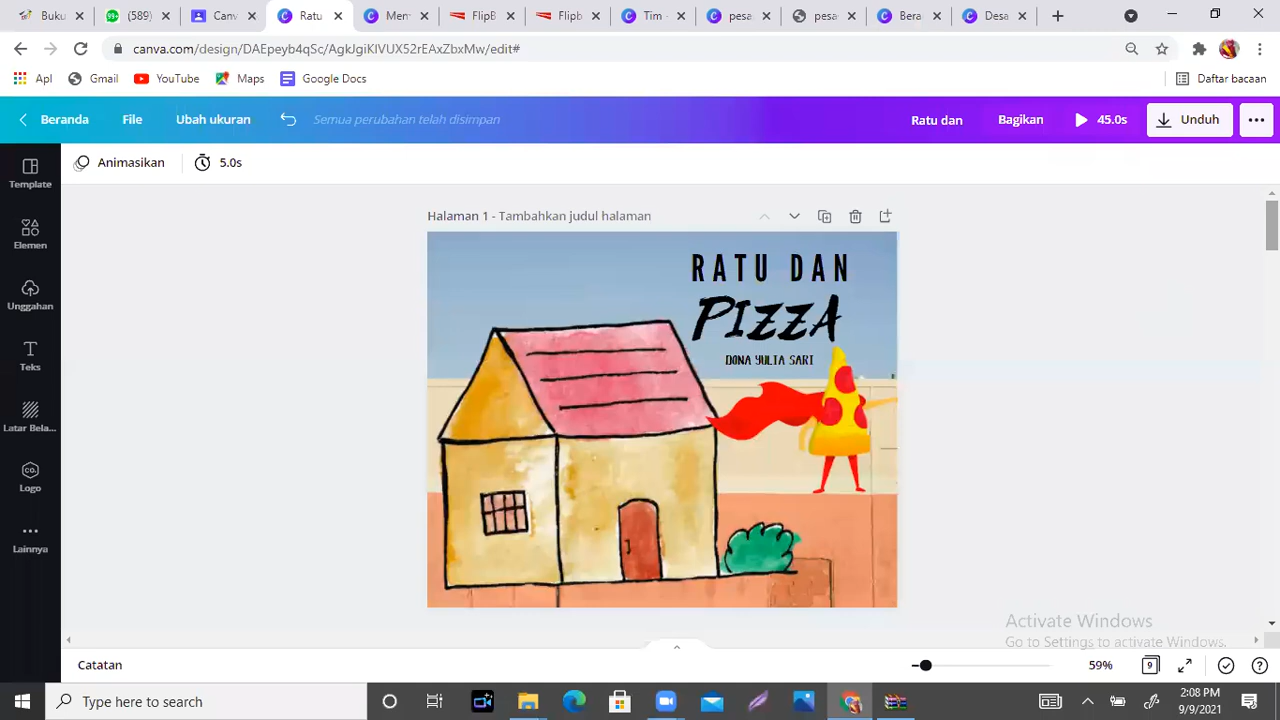 Buku
(589)
Canv
Ratu
Men
FlipB
Flipb
Tim -
pesa
pesa
Bera
Desa
canva.com/design/DAEpeyb4qSc/AgkJgiKlVUX52rEAxZbxMw/edit#
Apl
Gmail
YouTube
Maps
Google Docs
Daftar bacaan
Beranda
File
Ubah ukuran
Semua perubahan telah disimpan
Ratu dan
Bagikan
45.0s
Unduh
Animasikan
5.0s
Template
Elemen
Unggahan
Teks
Latar Bela...
Logo
Lainnya
Halaman 1 - Tambahkan judul halaman
RATU DAN
PIZZA
DONA YULIA SARI
Activate Windows
Go to Settings to activate Windows.
Catatan
59%
9
Type here to search
2:08 PM
9/9/2021